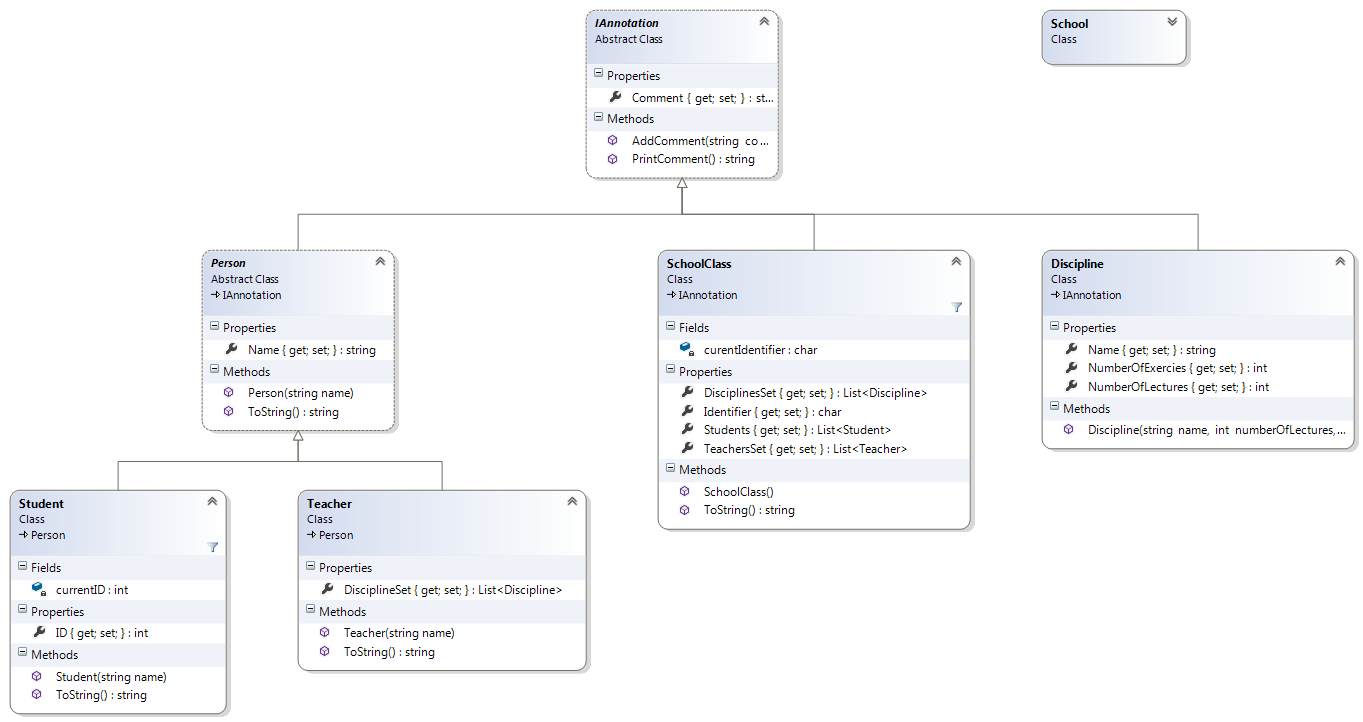 IAnnotation
Abstract Class
Properties
Comment { get; set; } : st...
Methods
AddComment(string co ...
PrintComment() : string
School
Class
Person
Abstract Class
IAnnotation
Properties
Name { get; set; } : string
Methods
Person(string name)
ToString() : string
SchoolClass
Class
IAnnotation
Fields
curentIdentifier : char
Properties
DisciplinesSet { get; set; } : List<Discipline>
Identifier { get; set; } : char
Students { get; set; } : List<Student>
TeachersSet { get; set; } : List<Teacher>
Methods
SchoolClass()
ToString() : string
Discipline
Class
IAnnotation
Properties
Name { get; set; } : string
NumberOfExercies { get; set; } : int
NumberOfLectures { get; set; } : int
Methods
Discipline(string name, int numberOfLectures,...
Student
Class
Person
Fields
currentID : int
Properties
ID { get; set; } : int
Methods
Student(string name)
ToString() : string
Teacher
Class
Person
Properties
DisciplineSet { get; set; } : List<Discipline>
Methods
Teacher(string name)
ToString() : string